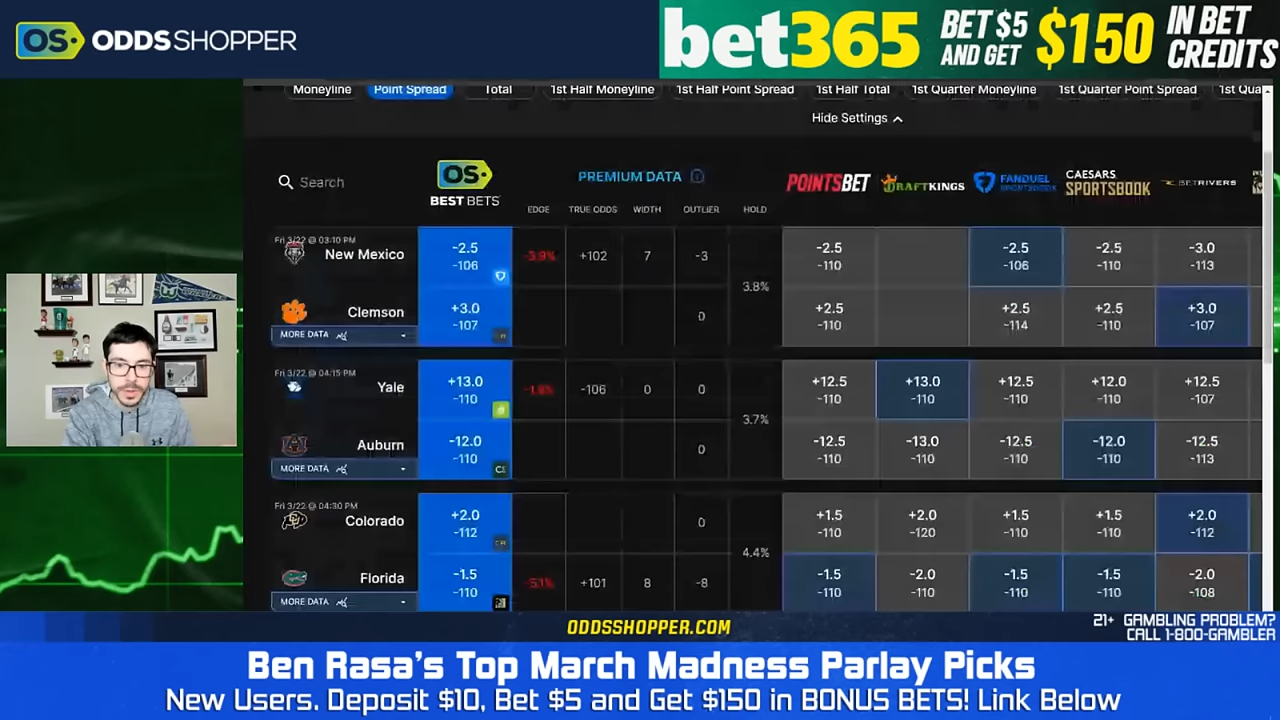 OS ODDSSHOPPER
bet365 BET $5 AND GET $150 IN BET CREDITS
Moneyline Point Spread Total 1st Half Moneyline 1st Half Point Spread 1st Half Total 1st Quarter Moneyline 1st Quarter Point Spread 1st Qua
Hide Settings
Search OS BEST BETS PREMIUM DATA POINTSBET DRAFTKINGS FANDUEL SPORTSBOOK CAESARS SPORTSBOOK BETRIVERS
EDGE TRUE ODDS WIDTH OUTLIER HOLD
Fri 3/22 @ 03:10 PM
New Mexico -2.5 -106 -3.9% +102 7 -3 -2.5 -110 -2.5 -106 -2.5 -110 -3.0 -113
3.8%
Clemson +3.0 -107 0 +2.5 -110 +2.5 -114 +2.5 -110 +3.0 -107
MORE DATA
Fri 3/22 @ 04:15 PM
Yale +13.0 -110 -106 0 0 +12.5 -110 +13.0 -110 +12.5 -110 +12.0 -110 +12.5 -107
3.7%
Auburn -12.0 -110 0 -12.5 -110 -13.0 -110 -12.5 -110 -12.0 -110 -12.5 -113
MORE DATA
Fri 3/22 @ 04:30 PM
Colorado +2.0 -112 0 +1.5 -110 +2.0 -120 +1.5 -110 +1.5 -110 +2.0 -112
4.4%
Florida -1.5 -110 -5.1% +101 8 -8 -1.5 -110 -2.0 -110 -1.5 -110 -1.5 -110 -2.0 -108
MORE DATA
ODDSSHOPPER.COM
21+ GAMBLING PROBLEM?
CALL 1-800-GAMBLER
Ben Rasa's Top March Madness Parlay Picks
New Users. Deposit $10, Bet $5 and Get $150 in BONUS BETS! Link Below